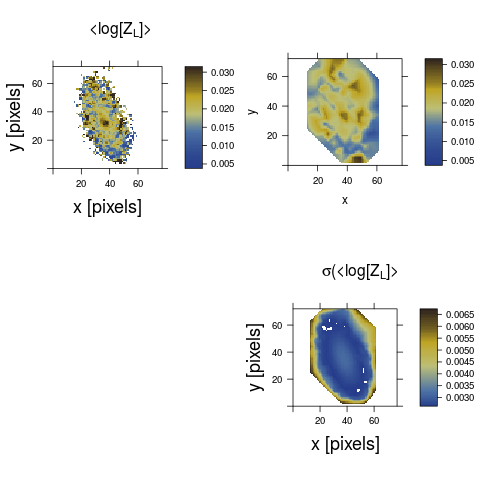 <log[Z_L]>
0.030
0.025
0.020
0.015
0.010
0.005
60
40
20
y [pixels]
20 40 60
x [pixels]
60
40
20
y
20 40 60
x
0.030
0.025
0.020
0.015
0.010
0.005
σ(<log[Z_L]>
60
40
20
y [pixels]
20 40 60
x [pixels]
0.0065
0.0060
0.0055
0.0050
0.0045
0.0040
0.0035
0.0030